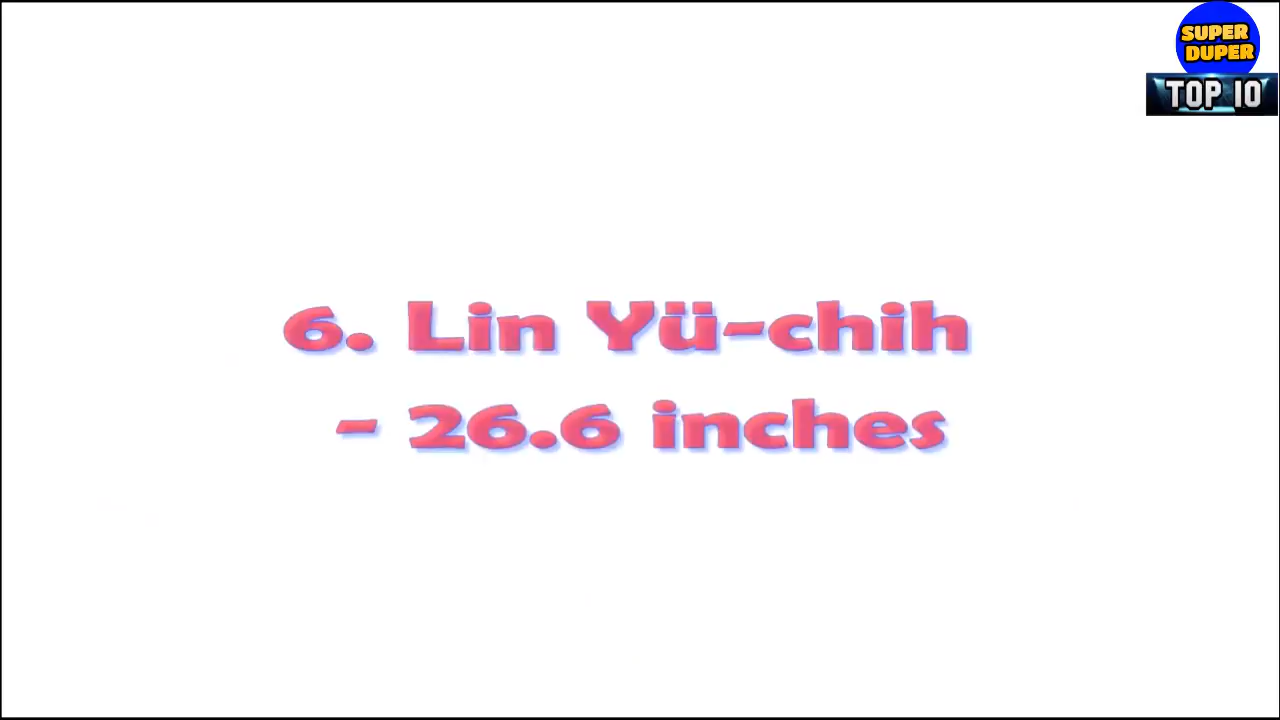 SUPER
DUPER
TOP 10
6. Lin Yü-chih
- 26.6 inches